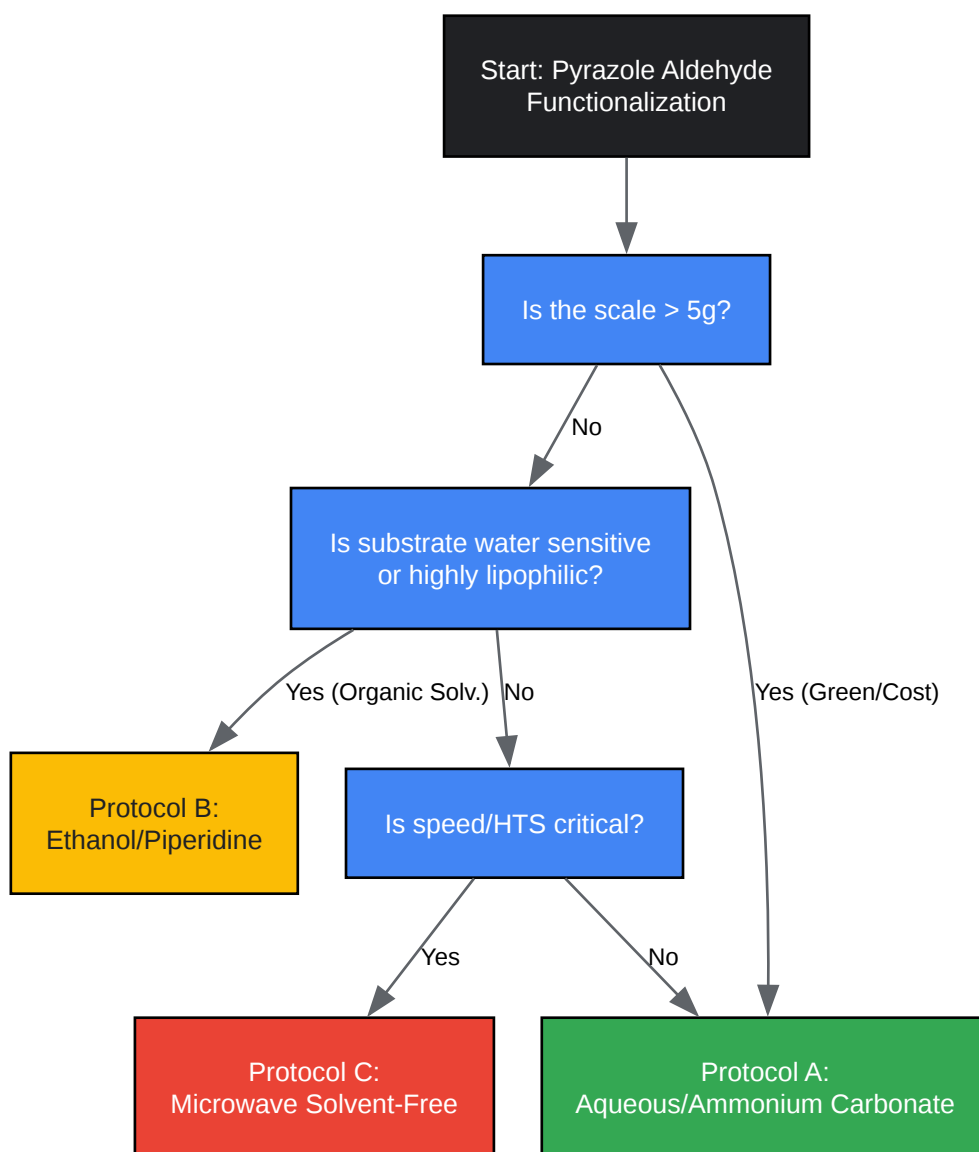 Start: Pyrazole Aldehyde
Functionalization
Is the scale > 5g?
No
Yes (Green/Cost)
Is substrate water sensitive
or highly lipophilic?
Yes (Organic Solv.)
No
Protocol B:
Ethanol/Piperidine
Is speed/HTS critical?
Yes
No
Protocol C:
Microwave Solvent-Free
Protocol A:
Aqueous/Ammonium Carbonate